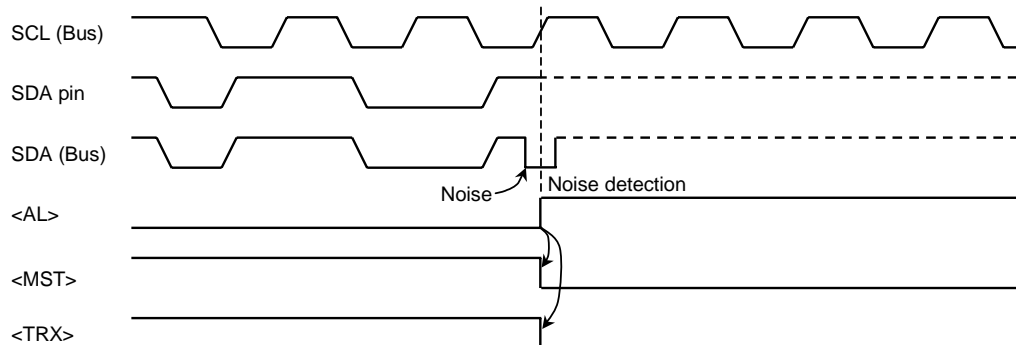 SCL (Bus)
SDA pin
SDA (Bus)
Noise
Noise detection
<AL>
<MST>
<TRX>